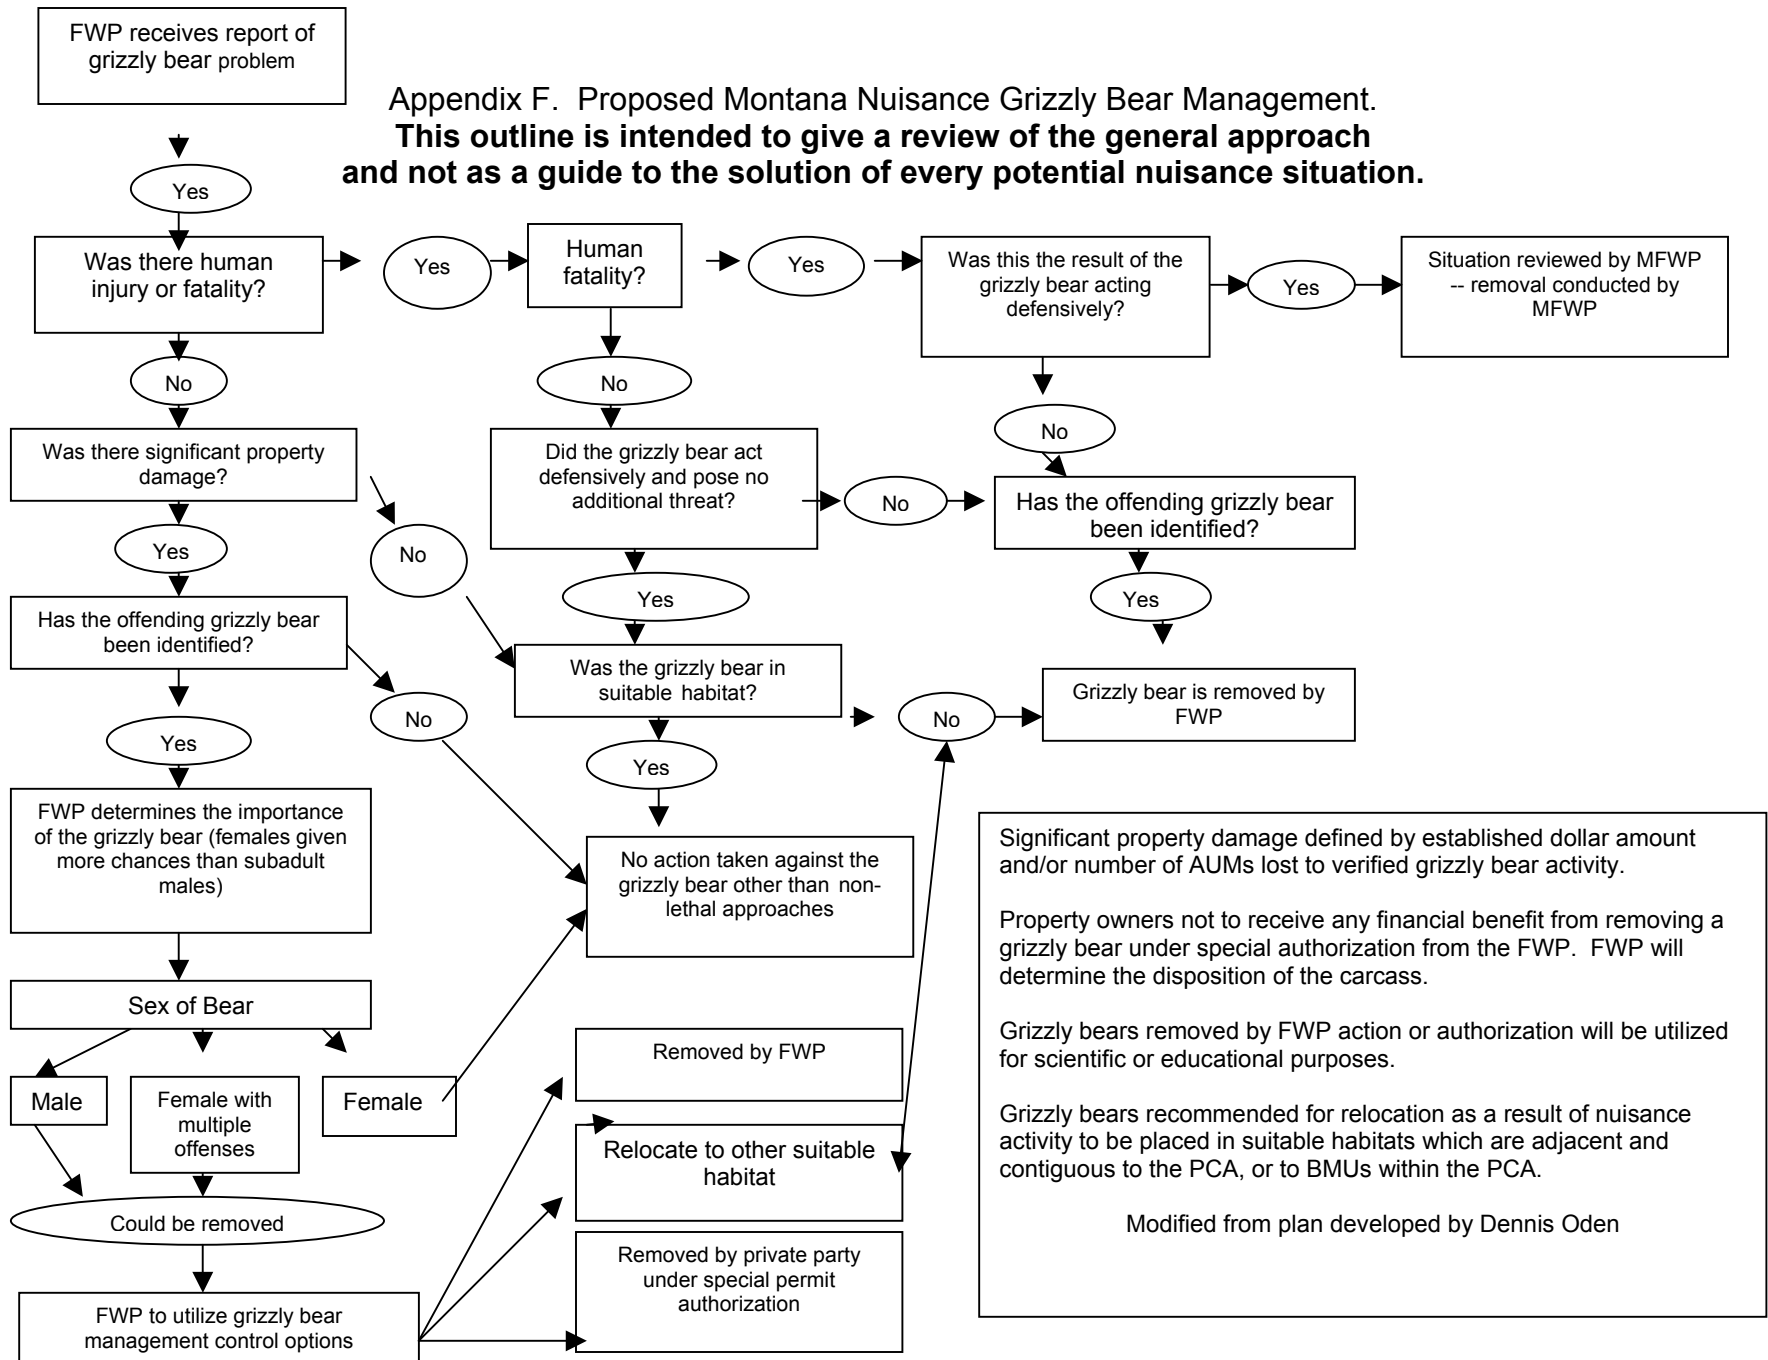 FWP receives report of
grizzly bear problem
Appendix F. Proposed Montana Nuisance Grizzly Bear Management.
This outline is intended to give a review of the general approach
and not as a guide to the solution of every potential nuisance situation.
Yes
Was there human
injury or fatality?
Yes
Human
fatality?
Yes
Was this the result of the
grizzly bear acting
defensively?
Yes
Situation reviewed by MFWP
-- removal conducted by
MFWP
No
No
No
Was there significant property
damage?
Did the grizzly bear act
defensively and pose no
additional threat?
No
Has the offending grizzly bear
been identified?
Yes
No
Yes
Yes
Has the offending grizzly bear
been identified?
Was the grizzly bear in
suitable habitat?
No
Grizzly bear is removed by
FWP
No
Yes
Yes
FWP determines the importance
of the grizzly bear (females given
more chances than subadult
males)
No action taken against the
grizzly bear other than non-
lethal approaches
Significant property damage defined by established dollar amount
and/or number of AUMs lost to verified grizzly bear activity.
Property owners not to receive any financial benefit from removing a
grizzly bear under special authorization from the FWP. FWP will
determine the disposition of the carcass.
Grizzly bears removed by FWP action or authorization will be utilized
for scientific or educational purposes.
Grizzly bears recommended for relocation as a result of nuisance
activity to be placed in suitable habitats which are adjacent and
contiguous to the PCA, or to BMUs within the PCA.
Modified from plan developed by Dennis Oden
Sex of Bear
Male
Female with
multiple
offenses
Female
Removed by FWP
Relocate to other suitable
habitat
Could be removed
Removed by private party
under special permit
authorization
FWP to utilize grizzly bear
management control options